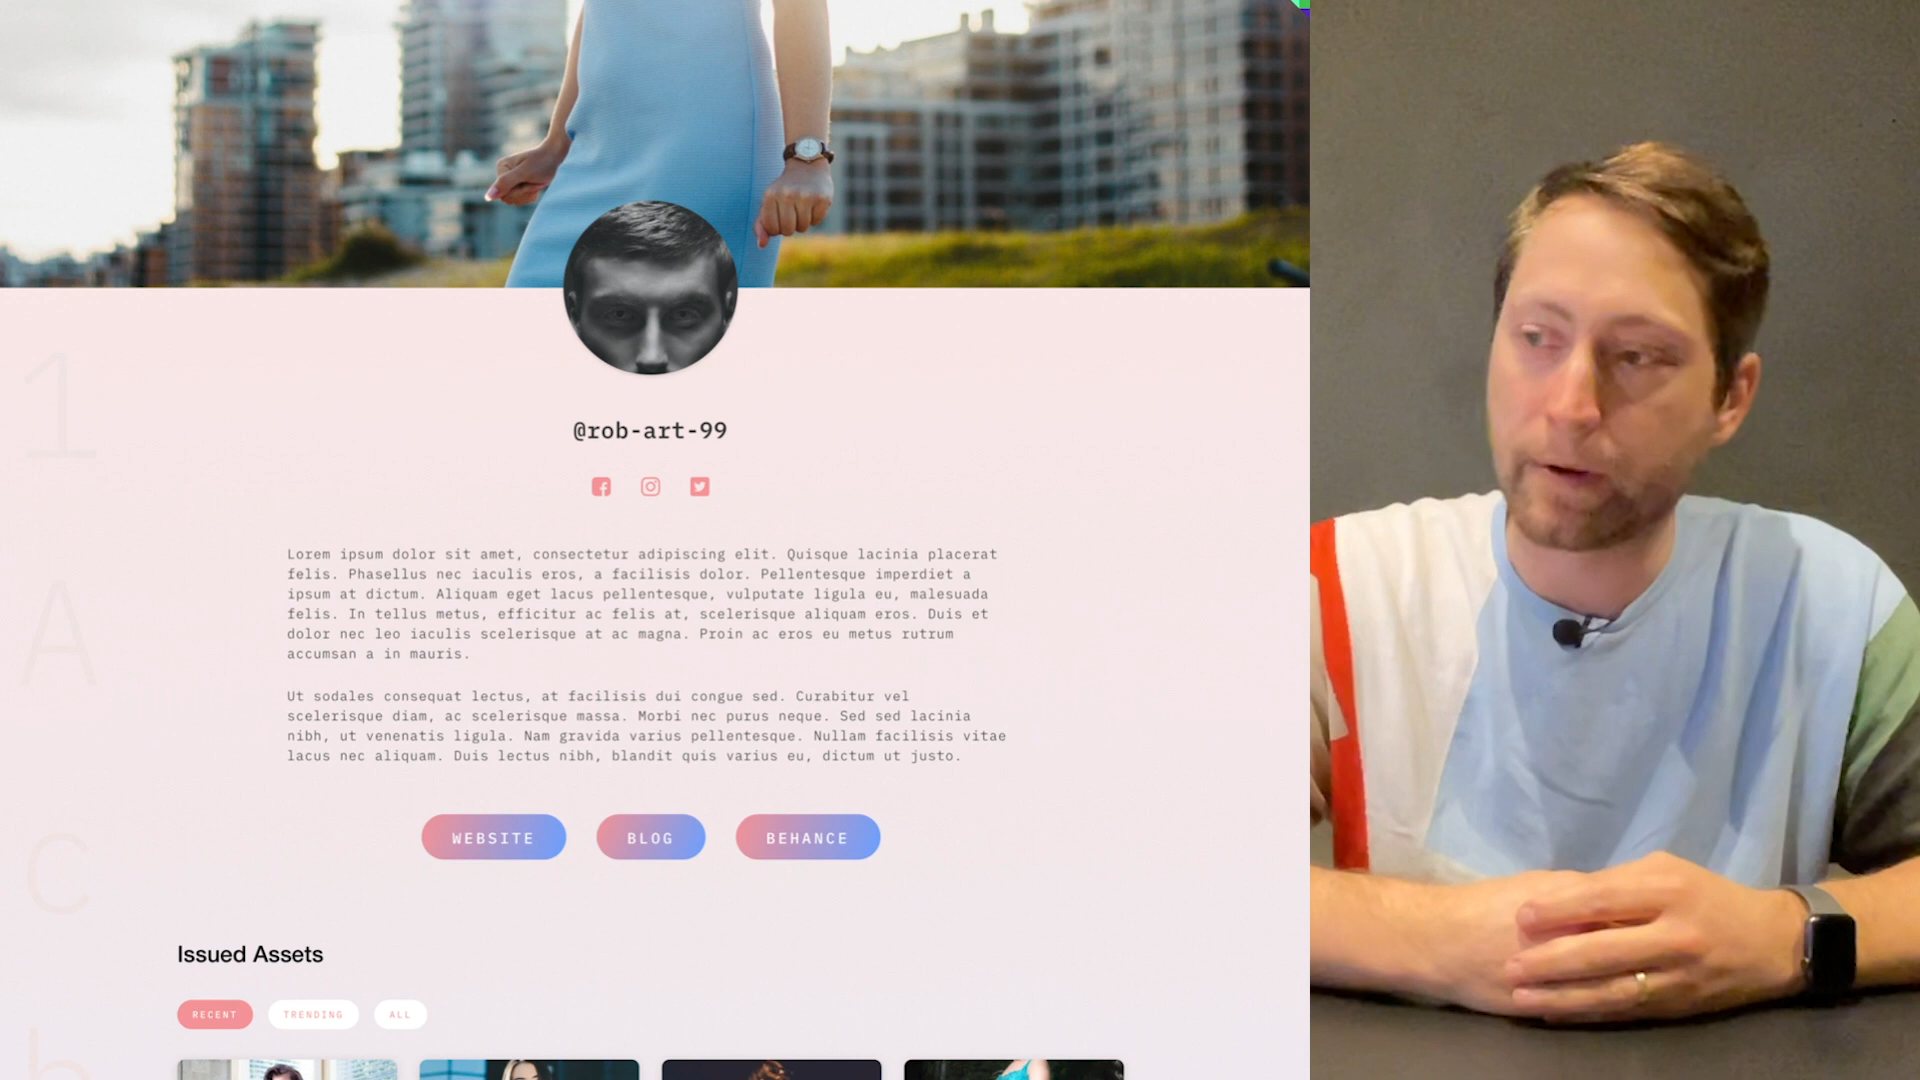 1
A
C
b
@rob-art-99
Lorem ipsum dolor sit amet, consectetur adipiscing elit. Quisque lacinia placerat
felis. Phasellus nec iaculis eros, a facilisis dolor. Pellentesque imperdiet a
ipsum at dictum. Aliquam eget lacus pellentesque, vulputate ligula eu, malesuada
felis. In tellus metus, efficitur ac felis at, scelerisque aliquam eros. Duis et
dolor nec leo iaculis scelerisque at ac magna. Proin ac eros eu metus rutrum
accumsan a in mauris.
Ut sodales consequat lectus, at facilisis dui congue sed. Curabitur vel
scelerisque diam, ac scelerisque massa. Morbi nec purus neque. Sed sed lacinia
nibh, ut venenatis ligula. Nam gravida varius pellentesque. Nullam facilisis vitae
lacus nec aliquam. Duis lectus nibh, blandit quis varius eu, dictum ut justo.
WEBSITE BLOG BEHANCE
Issued Assets
RECENT TRENDING ALL